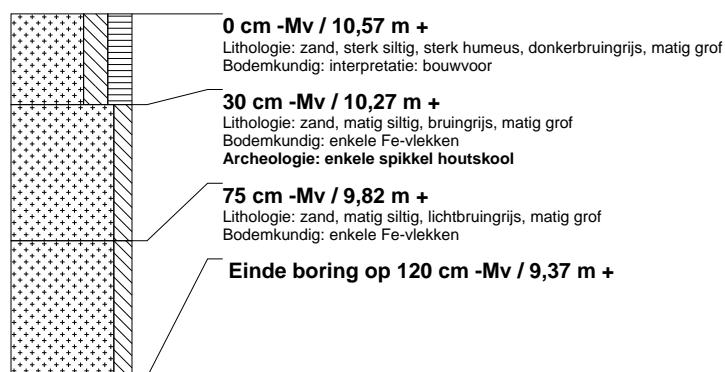 0 cm -Mv / 10,57 m +
Lithologie: zand, sterk siltig, sterk humeus, donkerbruingrijs, matig grof
Bodemkundig: interpretatie: bouwvoor
30 cm -Mv / 10,27 m +
Lithologie: zand, matig siltig, bruingrijs, matig grof
Bodemkundig: enkele Fe-vlekken
Archeologie: enkele spikkel houtskool
75 cm -Mv / 9,82 m +
Lithologie: zand, matig siltig, lichtbruingrijs, matig grof
Bodemkundig: enkele Fe-vlekken
Einde boring op 120 cm -Mv / 9,37 m +